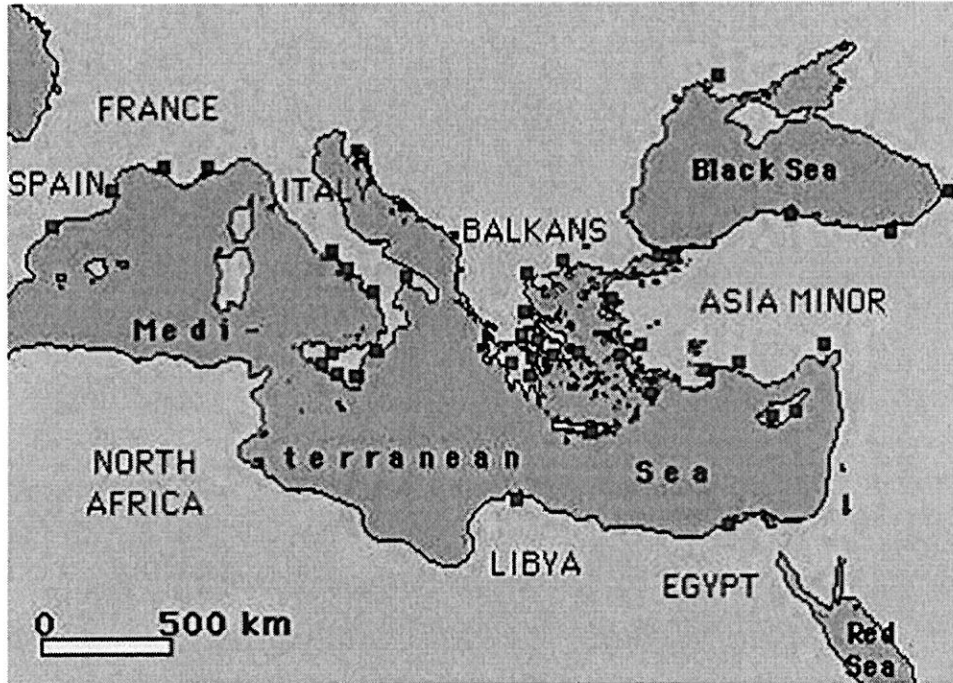 FRANCE
SPAIN
ITALY
Black Sea
BALKANS
ASIA MINOR
Medi-
terranean
Sea
NORTH
AFRICA
LIBYA
EGYPT
Red
Sea
0 500 km